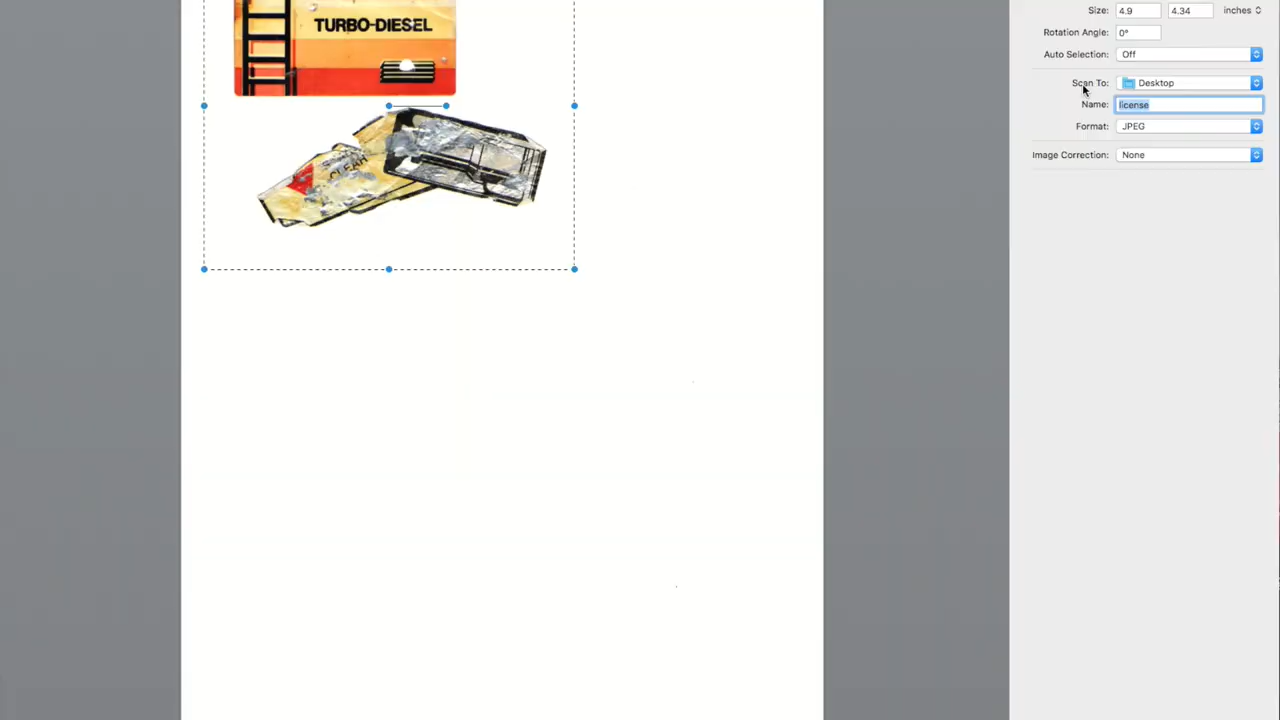 Size: 4.9 4.34 inches
Rotation Angle: 0°
Auto Selection: Off
Scan To: Desktop
Name: license
Format: JPEG
Image Correction: None
TURBO-DIESEL
CLEAR